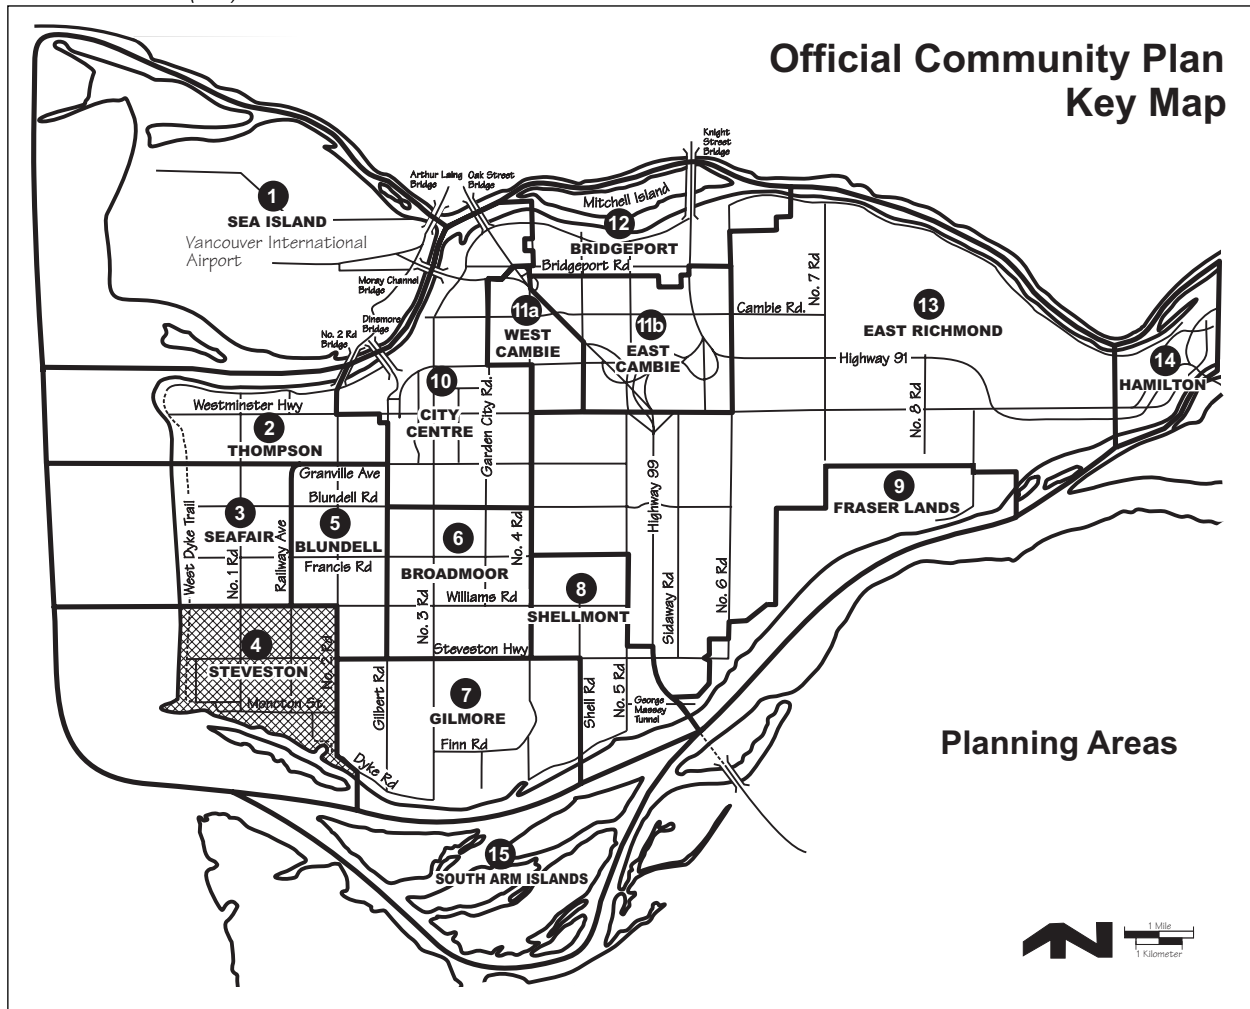 Official Community Plan
Key Map
Knight
Street
Bridge
Arthur Laing
Bridge
Oak Street
Bridge
Mitchell Island
1
SEA ISLAND
Vancouver International
Airport
12
BRIDGEPORT
Bridgeport Rd
Moray Channel
Bridge
No. 7 Rd
Cambie Rd.
13
EAST RICHMOND
11a
WEST
CAMBIE
11b
EAST
CAMBIE
Dinsmore
Bridge
No. 2 Rd
Bridge
Highway 91
14
HAMILTON
10
CITY
CENTRE
Garden City Rd.
No. 8 Rd
Westminster Hwy
2
THOMPSON
Granville Ave
Blundell Rd
Highway 99
9
FRASER LANDS
West Dyke Trail
3
SEAFAIR
No. 1 Rd
Railway Ave
5
BLUNDELL
Francis Rd
6
BROADMOOR
No. 4 Rd
Williams Rd
No. 3 Rd
8
SHELLMONT
Sidaway Rd
No. 6 Rd
4
STEVESTON
No. 2 Rd
Moncton St.
Steveston Hwy
Gilbert Rd
7
GILMORE
Finn Rd
Dyke Rd
Shell Rd
No. 5 Rd
George
Massey
Tunnel
Planning Areas
15
SOUTH ARM ISLANDS
N
1 Mile
1 Kilometer